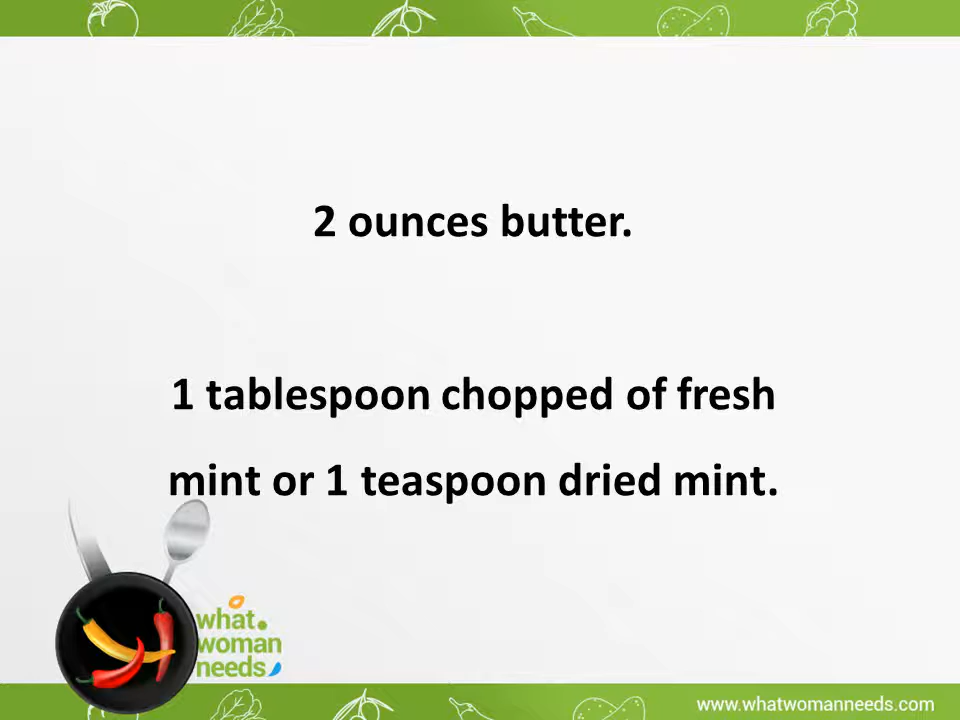 2 ounces butter.
1 tablespoon chopped of fresh
mint or 1 teaspoon dried mint.
what.
woman
needs
www.whatwomanneeds.com